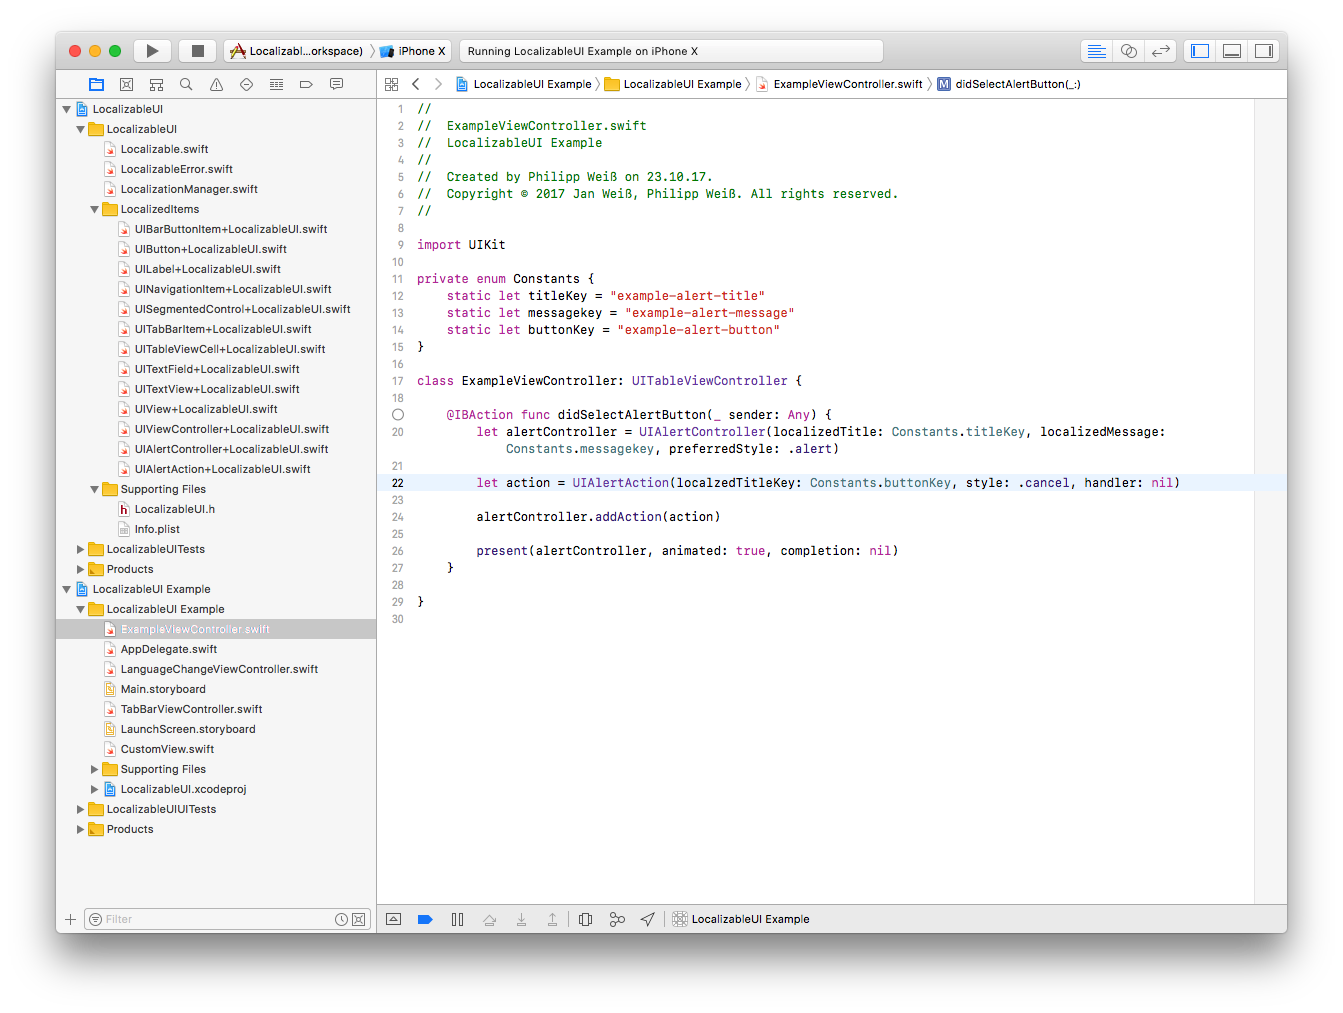 Localizabl...orkspace) iPhone X
Running LocalizableUI Example on iPhone X
LocalizableUI Example LocalizableUI Example ExampleViewController.swift M didSelectAlertButton(_:)
LocalizableUI
LocalizableUI
Localizable.swift
LocalizableError.swift
LocalizationManager.swift
LocalizedItems
UIBarButtonItem+LocalizableUI.swift
UIButton+LocalizableUI.swift
UILabel+LocalizableUI.swift
UINavigationItem+LocalizableUI.swift
UISegmentedControl+LocalizableUI.swift
UITabBarItem+LocalizableUI.swift
UITableViewCell+LocalizableUI.swift
UITextField+LocalizableUI.swift
UITextView+LocalizableUI.swift
UIView+LocalizableUI.swift
UIViewController+LocalizableUI.swift
UIAlertController+LocalizableUI.swift
UIAlertAction+LocalizableUI.swift
Supporting Files
h LocalizableUI.h
Info.plist
LocalizableUITests
Products
LocalizableUI Example
LocalizableUI Example
ExampleViewController.swift
AppDelegate.swift
LanguageChangeViewController.swift
Main.storyboard
TabBarViewController.swift
LaunchScreen.storyboard
CustomView.swift
Supporting Files
LocalizableUI.xcodeproj
LocalizableUIUITests
Products
Filter
1 //
2 //  ExampleViewController.swift
3 //  LocalizableUI Example
4 //
5 //  Created by Philipp Weiß on 23.10.17.
6 //  Copyright © 2017 Jan Weiß, Philipp Weiß. All rights reserved.
7 //
8
9 import UIKit
10
11 private enum Constants {
12     static let titleKey = "example-alert-title"
13     static let messagekey = "example-alert-message"
14     static let buttonKey = "example-alert-button"
15 }
16
17 class ExampleViewController: UITableViewController {
18
    @IBAction func didSelectAlertButton(_ sender: Any) {
20         let alertController = UIAlertController(localizedTitle: Constants.titleKey, localizedMessage:
            Constants.messagekey, preferredStyle: .alert)
21
22         let action = UIAlertAction(localzedTitleKey: Constants.buttonKey, style: .cancel, handler: nil)
23
24         alertController.addAction(action)
25
26         present(alertController, animated: true, completion: nil)
27     }
28
29 }
30
LocalizableUI Example